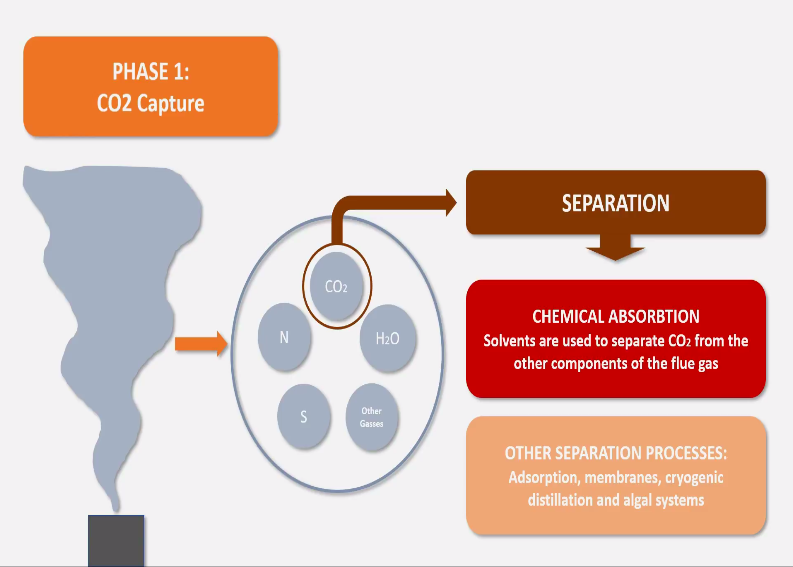 PHASE 1:
CO2 Capture
SEPARATION
CO₂
N
H₂O
S
Other
Gasses
CHEMICAL ABSORBTION
Solvents are used to separate CO₂ from the
other components of the flue gas
OTHER SEPARATION PROCESSES:
Adsorption, membranes, cryogenic
distillation and algal systems